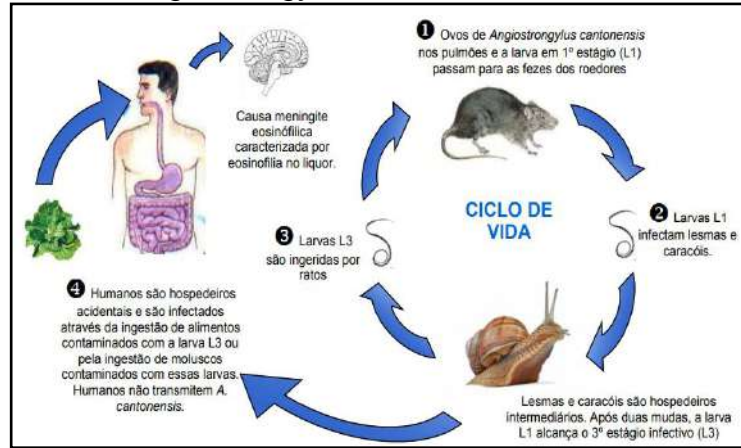 ❶ Ovos de Angiostrongylus cantonensis
nos pulmões e a larva em 1º estágio (L1)
passam para as fezes dos roedores
Causa meningite
eosinófilica
caracterizada por
eosinofilia no liquor.
CICLO DE
VIDA
❷ Larvas L1
infectam lesmas e
caracóis.
❸ Larvas L3
são ingeridas por
ratos
❹ Humanos são hospedeiros
acidentais e são infectados
através da ingestão de alimentos
contaminados com a larva L3 ou
pela ingestão de moluscos
contaminados com essas larvas.
Humanos não transmitem A.
cantonensis.
Lesmas e caracóis são hospedeiros
intermediários. Após duas mudas, a larva
L1 alcança o 3º estágio infectivo (L3)